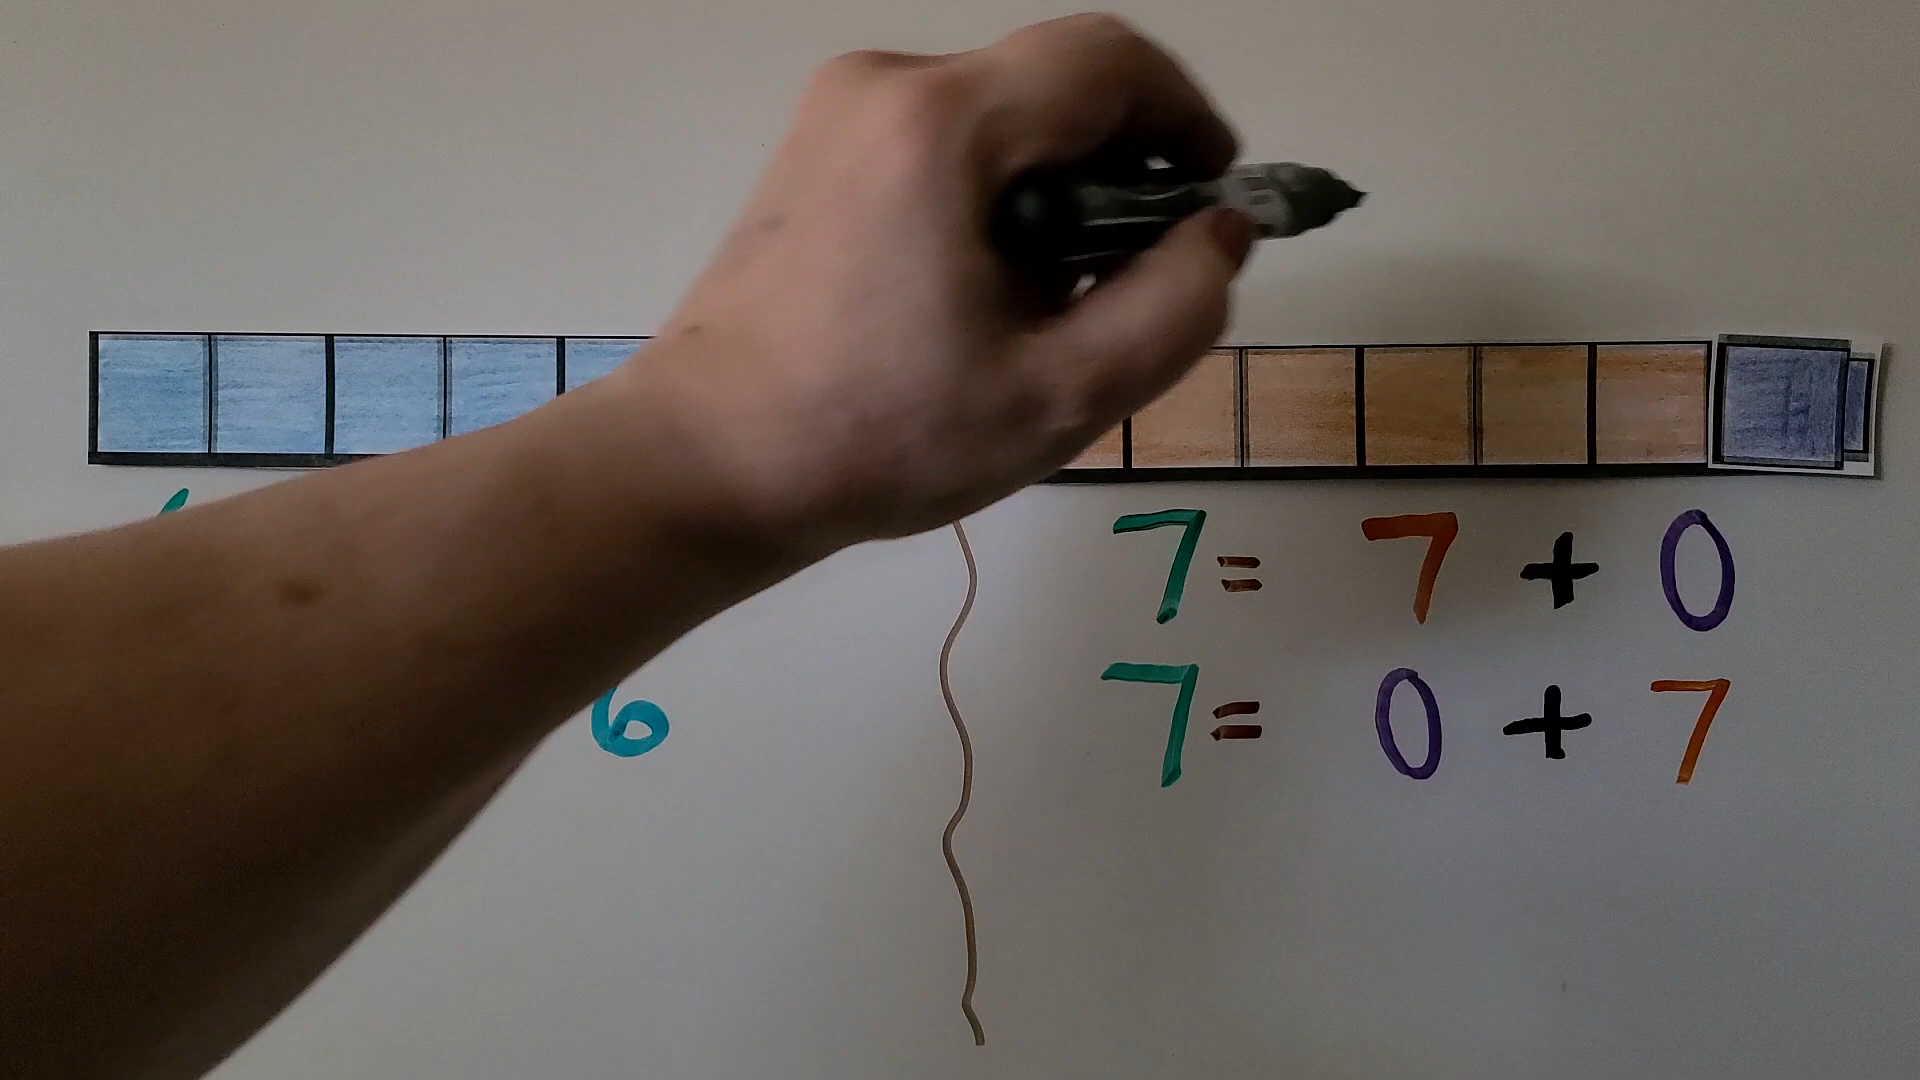 7 = 7 + 0
6
7 = 0 + 7